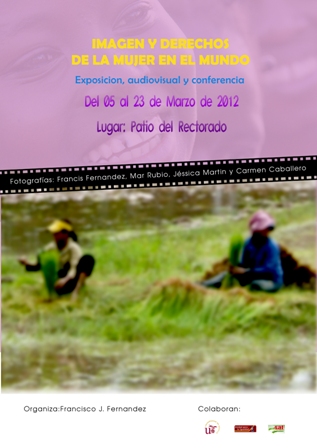 IMAGEN Y DERECHOS
DE LA MUJER EN EL MUNDO
Exposicion, audiovisual y conferencia
Del 05 al 23 de Marzo de 2012
Lugar: Patio del Rectorado
Fotografías: Francis Fernandez, Mar Rubio, Jéssica Martin y Carmen Caballero
Organiza:Francisco J. Fernandez
Colaboran: